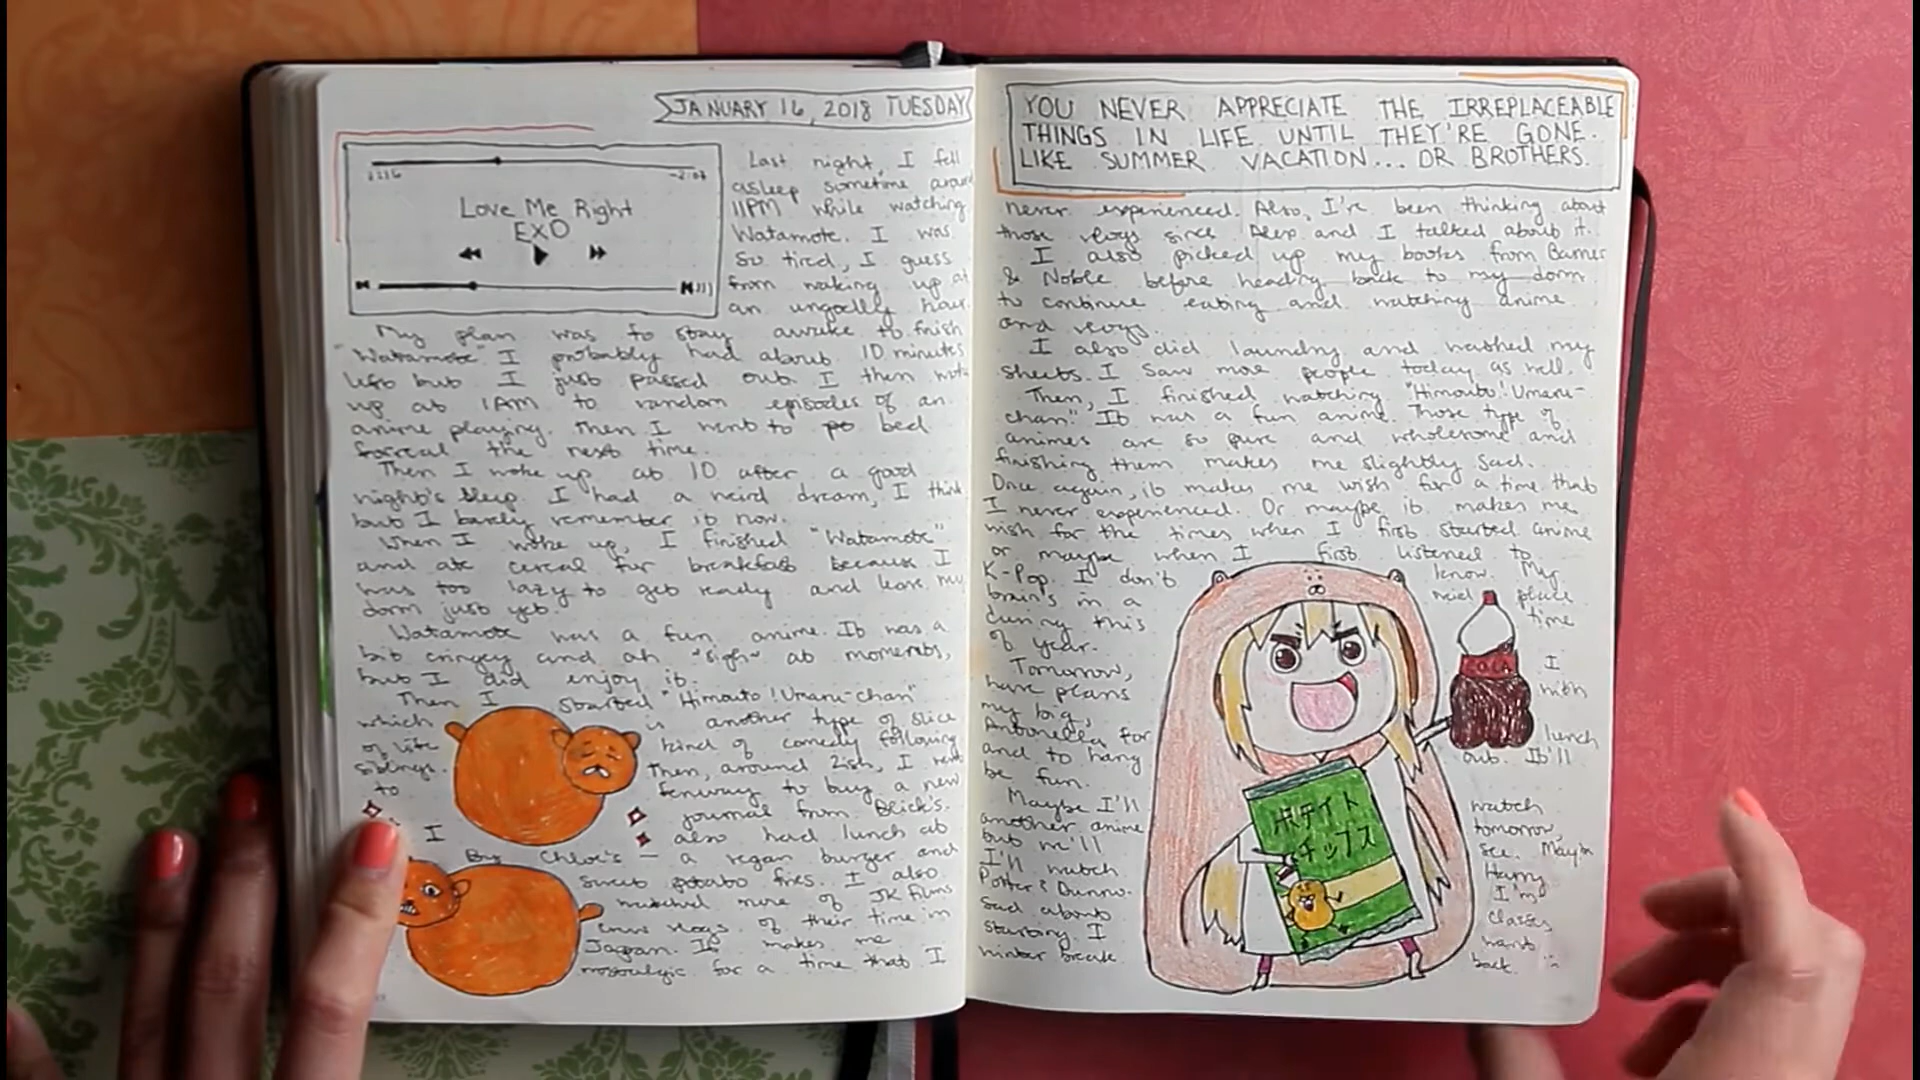 JANUARY 16, 2018 TUESDAY
1:16 -2:07
Love Me Right
EXO
Last night, I fell
asleep sometime around
11PM while watching
Watamote. I was
so tired, I guess
from waking up at
an ungodly hour.
My plan was to stay awake to finish
"Watamote" I probably had about 10 minutes
left but I just passed out. I then woke
up at 1AM to random episodes of an
anime playing. Then I went to bed
forreal the next time.
Then I woke up at 10 after a good
night's sleep. I had a weird dream, I think
but I barely remember it now.
When I woke up, I finished "Watamote"
and ate cereal for breakfast because I
was too lazy to get ready and leave my
dorm just yet.
Watamote was a fun anime. It was a
bit cringey and ah "sigh" at moments,
but I did enjoy it.
Then I started "Himouto! Umaru-chan"
which is another type of slice
of life kind of comedy following
siblings. Then, around 2ish, I went
to fenway to buy a new
journal from Blick's.
I also had lunch at
By Chloe's — a vegan burger and
sweet potato fries. I also
watched more of JK Films
vlogs of their time in
Japan. It makes me
nostalgic for a time that I
YOU NEVER APPRECIATE THE IRREPLACEABLE
THINGS IN LIFE UNTIL THEY'RE GONE.
LIKE SUMMER VACATION... OR BROTHERS.
never experienced. Also, I've been thinking about
those vlogs since Alex and I talked about it.
I also picked up my books from Barnes
& Noble before heading back to my dorm
to continue eating and watching anime
and vlogs.
I also did laundry and washed my
sheets. I saw more people today as well.
Then, I finished watching "Himouto! Umaru-
chan." It was a fun anime. Those type of
animes are so pure and wholesome and
finishing them makes me slightly sad.
Once again, it makes me wish for a time that
I never experienced. Or maybe it makes me
wish for the times when I first started anime
or maybe when I first listened to
K-Pop. I don't know. My
brain's in a weird place
during this time
of year.
Tomorrow, I
have plans with
my big,
Antonella, for lunch
and to hang out. It'll
be fun.
Maybe I'll watch
another anime tomorrow,
but we'll see. Maybe
I'll watch Harry
Potter & Dunno. I'm
sad about classes
starting I want
winter break back :-
COLA
ポテイト
チップス